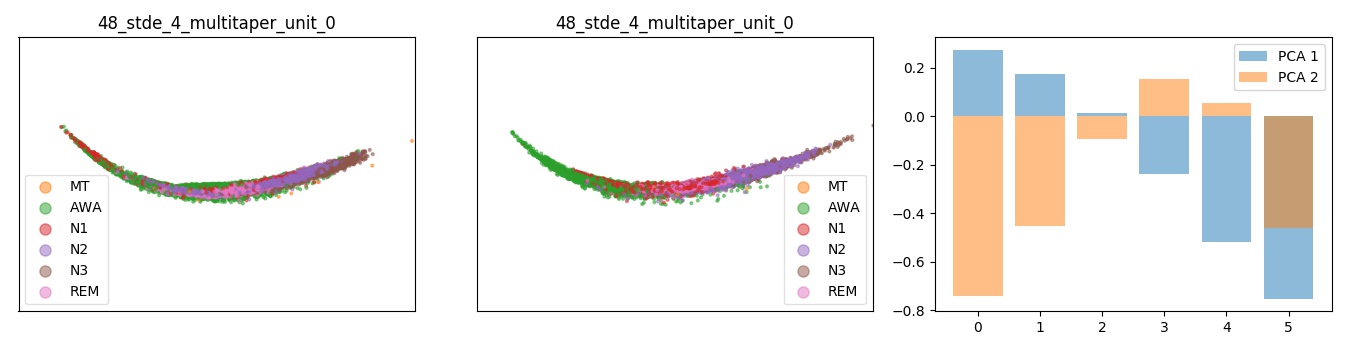 48_stde_4_multitaper_unit_0
MT
AWA
N1
N2
N3
REM
48_stde_4_multitaper_unit_0
MT
AWA
N1
N2
N3
REM
PCA 1
PCA 2
0.2
0.0
−0.2
−0.4
−0.6
−0.8
0 1 2 3 4 5